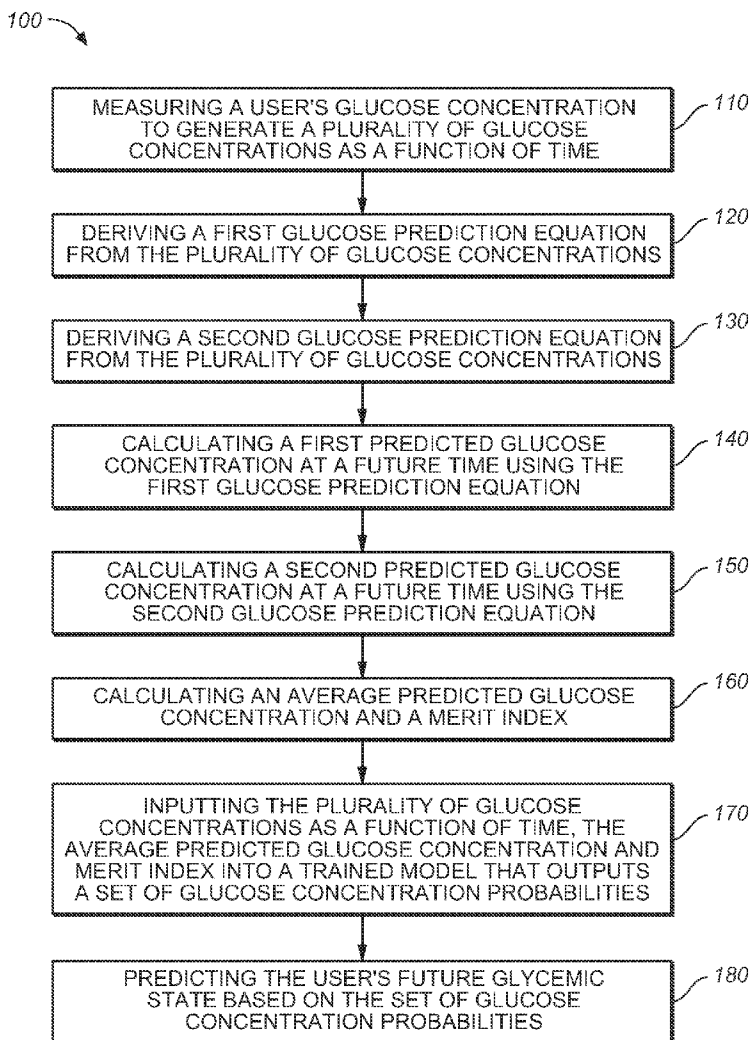 100
MEASURING A USER'S GLUCOSE CONCENTRATION
TO GENERATE A PLURALITY OF GLUCOSE
CONCENTRATIONS AS A FUNCTION OF TIME
110
DERIVING A FIRST GLUCOSE PREDICTION EQUATION
FROM THE PLURALITY OF GLUCOSE CONCENTRATIONS
120
DERIVING A SECOND GLUCOSE PREDICTION EQUATION
FROM THE PLURALITY OF GLUCOSE CONCENTRATIONS
130
CALCULATING A FIRST PREDICTED GLUCOSE
CONCENTRATION AT A FUTURE TIME USING THE
FIRST GLUCOSE PREDICTION EQUATION
140
CALCULATING A SECOND PREDICTED GLUCOSE
CONCENTRATION AT A FUTURE TIME USING THE
SECOND GLUCOSE PREDICTION EQUATION
150
CALCULATING AN AVERAGE PREDICTED GLUCOSE
CONCENTRATION AND A MERIT INDEX
160
INPUTTING THE PLURALITY OF GLUCOSE
CONCENTRATIONS AS A FUNCTION OF TIME, THE
AVERAGE PREDICTED GLUCOSE CONCENTRATION AND
MERIT INDEX INTO A TRAINED MODEL THAT OUTPUTS
A SET OF GLUCOSE CONCENTRATION PROBABILITIES
170
PREDICTING THE USER'S FUTURE GLYCEMIC
STATE BASED ON THE SET OF GLUCOSE
CONCENTRATION PROBABILITIES
180